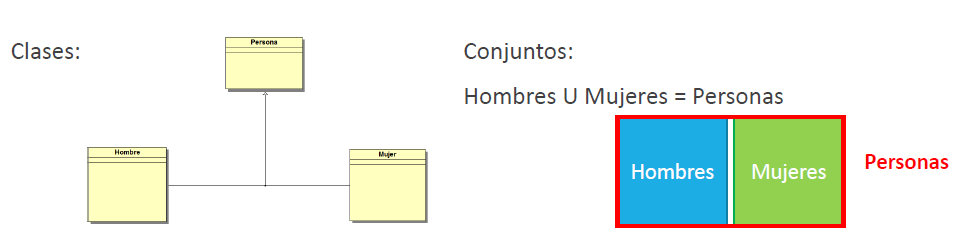 Clases:
Persona
Hombre
Mujer
Conjuntos:
Hombres U Mujeres = Personas
Hombres
Mujeres
Personas